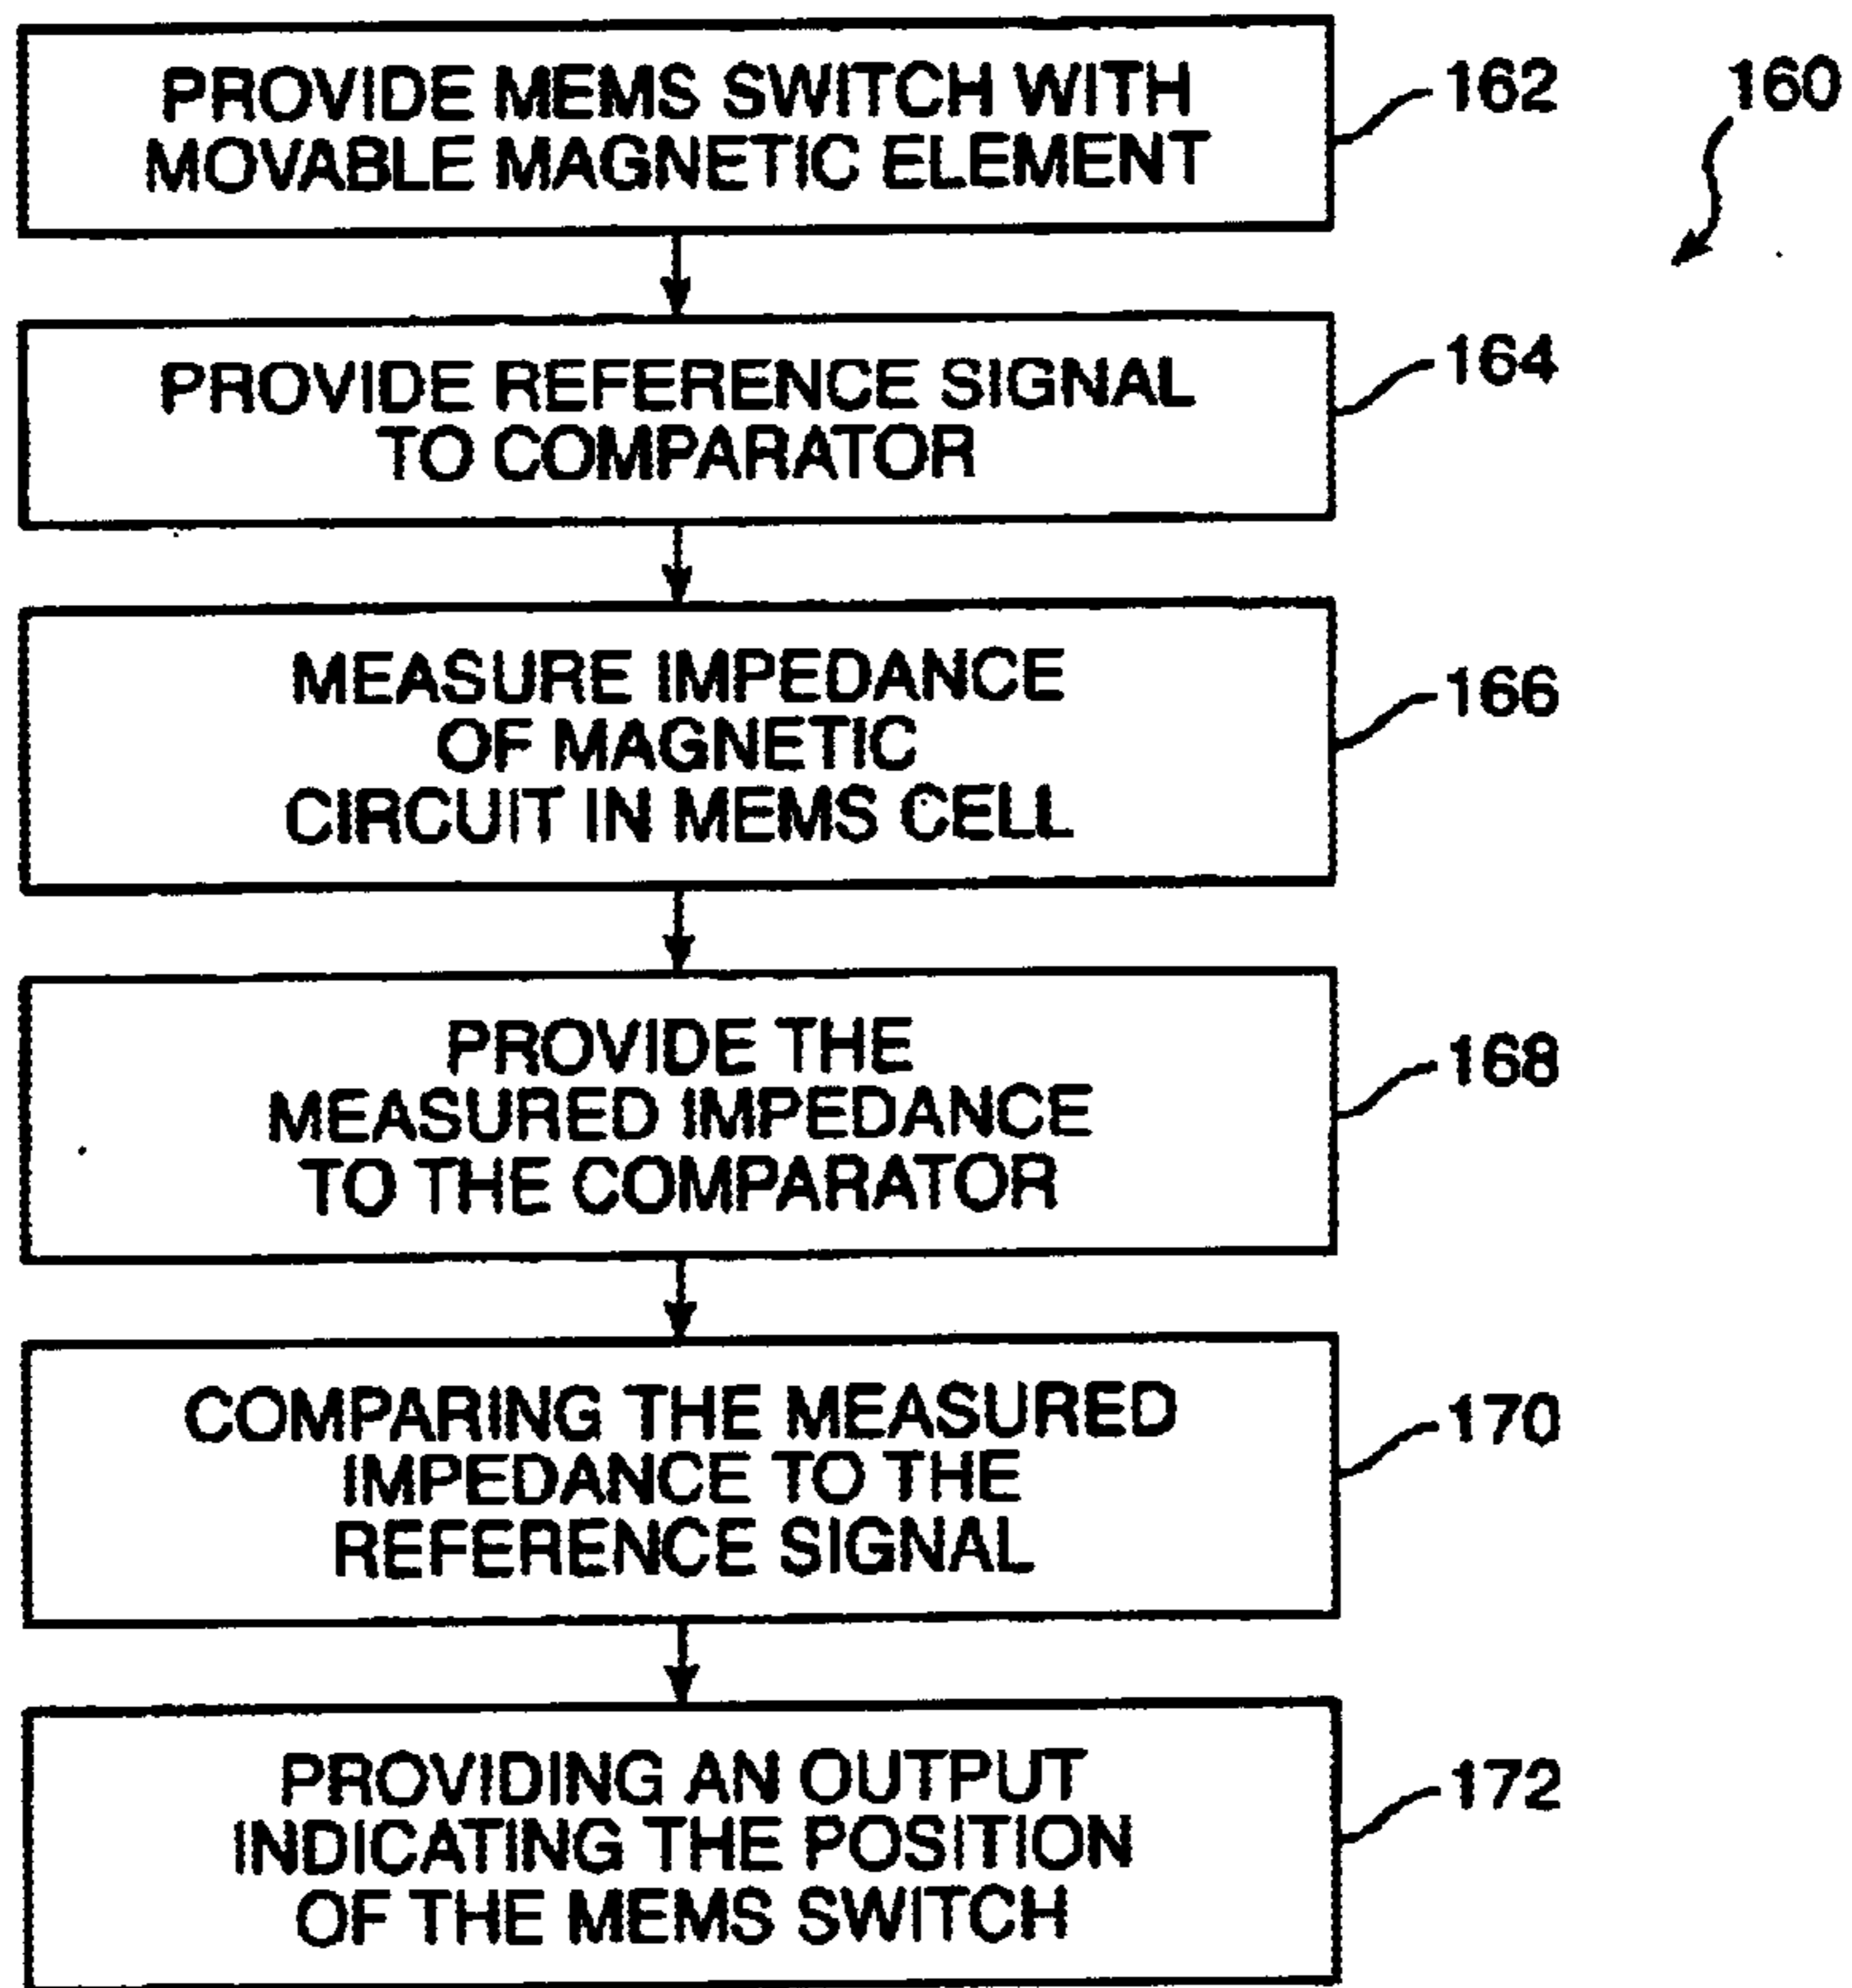 PROVIDE MEMS SWITCH WITH
MOVABLE MAGNETIC ELEMENT
162
160
PROVIDE REFERENCE SIGNAL
TO COMPARATOR
164
MEASURE IMPEDANCE
OF MAGNETIC
CIRCUIT IN MEMS CELL
166
PROVIDE THE
MEASURED IMPEDANCE
TO THE COMPARATOR
168
COMPARING THE MEASURED
IMPEDANCE TO THE
REFERENCE SIGNAL
170
PROVIDING AN OUTPUT
INDICATING THE POSITION
OF THE MEMS SWITCH
172